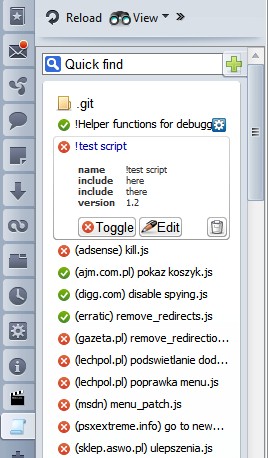 Reload View »
Quick find
.git
!Helper functions for debugg
!test script
name !test script
include here
include there
version 1.2
Toggle Edit
(adsense) kill.js
(ajm.com.pl) pokaz koszyk.js
(digg.com) disable spying.js
(erratic) remove_redirects.js
(gazeta.pl) remove_redirectio...
(lechpol.pl) podswietlanie dod...
(lechpol.pl) poprawka menu.js
(msdn) menu_patch.js
(psxextreme.info) go to new...
(sklep.aswo.pl) ulepszenia.js